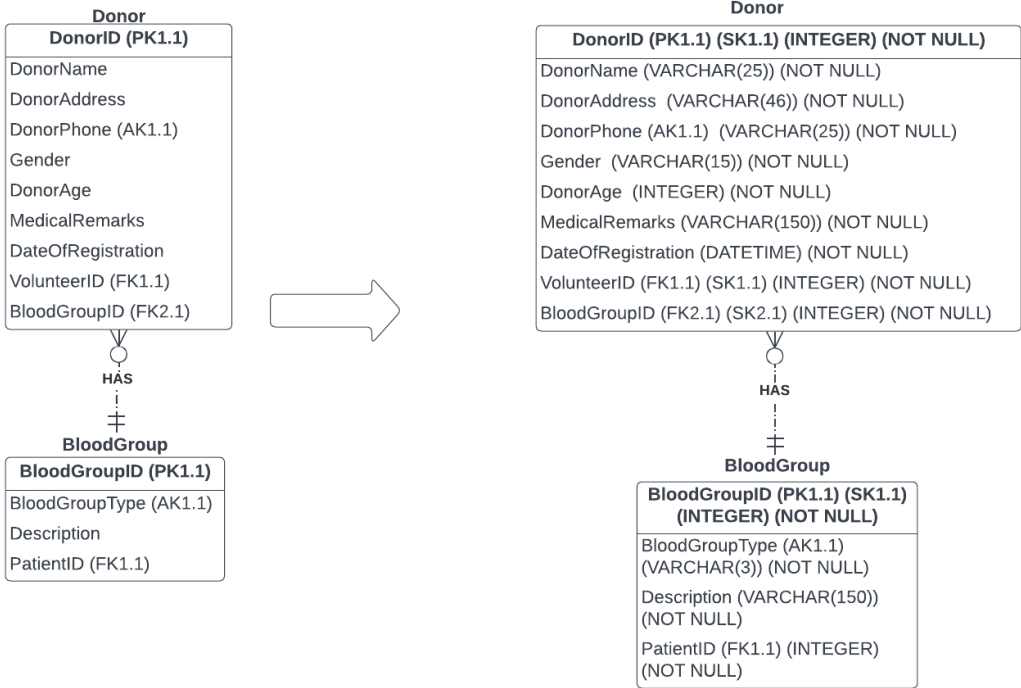 Donor
DonorID (PK1.1)
DonorName
DonorAddress
DonorPhone (AK1.1)
Gender
DonorAge
MedicalRemarks
DateOfRegistration
VolunteerID (FK1.1)
BloodGroupID (FK2.1)
HAS
BloodGroup
BloodGroupID (PK1.1)
BloodGroupType (AK1.1)
Description
PatientID (FK1.1)
Donor
DonorID (PK1.1) (SK1.1) (INTEGER) (NOT NULL)
DonorName (VARCHAR(25)) (NOT NULL)
DonorAddress (VARCHAR(46)) (NOT NULL)
DonorPhone (AK1.1) (VARCHAR(25)) (NOT NULL)
Gender (VARCHAR(15)) (NOT NULL)
DonorAge (INTEGER) (NOT NULL)
MedicalRemarks (VARCHAR(150)) (NOT NULL)
DateOfRegistration (DATETIME) (NOT NULL)
VolunteerID (FK1.1) (SK1.1) (INTEGER) (NOT NULL)
BloodGroupID (FK2.1) (SK2.1) (INTEGER) (NOT NULL)
HAS
BloodGroup
BloodGroupID (PK1.1) (SK1.1)
(INTEGER) (NOT NULL)
BloodGroupType (AK1.1)
(VARCHAR(3)) (NOT NULL)
Description (VARCHAR(150))
(NOT NULL)
PatientID (FK1.1) (INTEGER)
(NOT NULL)